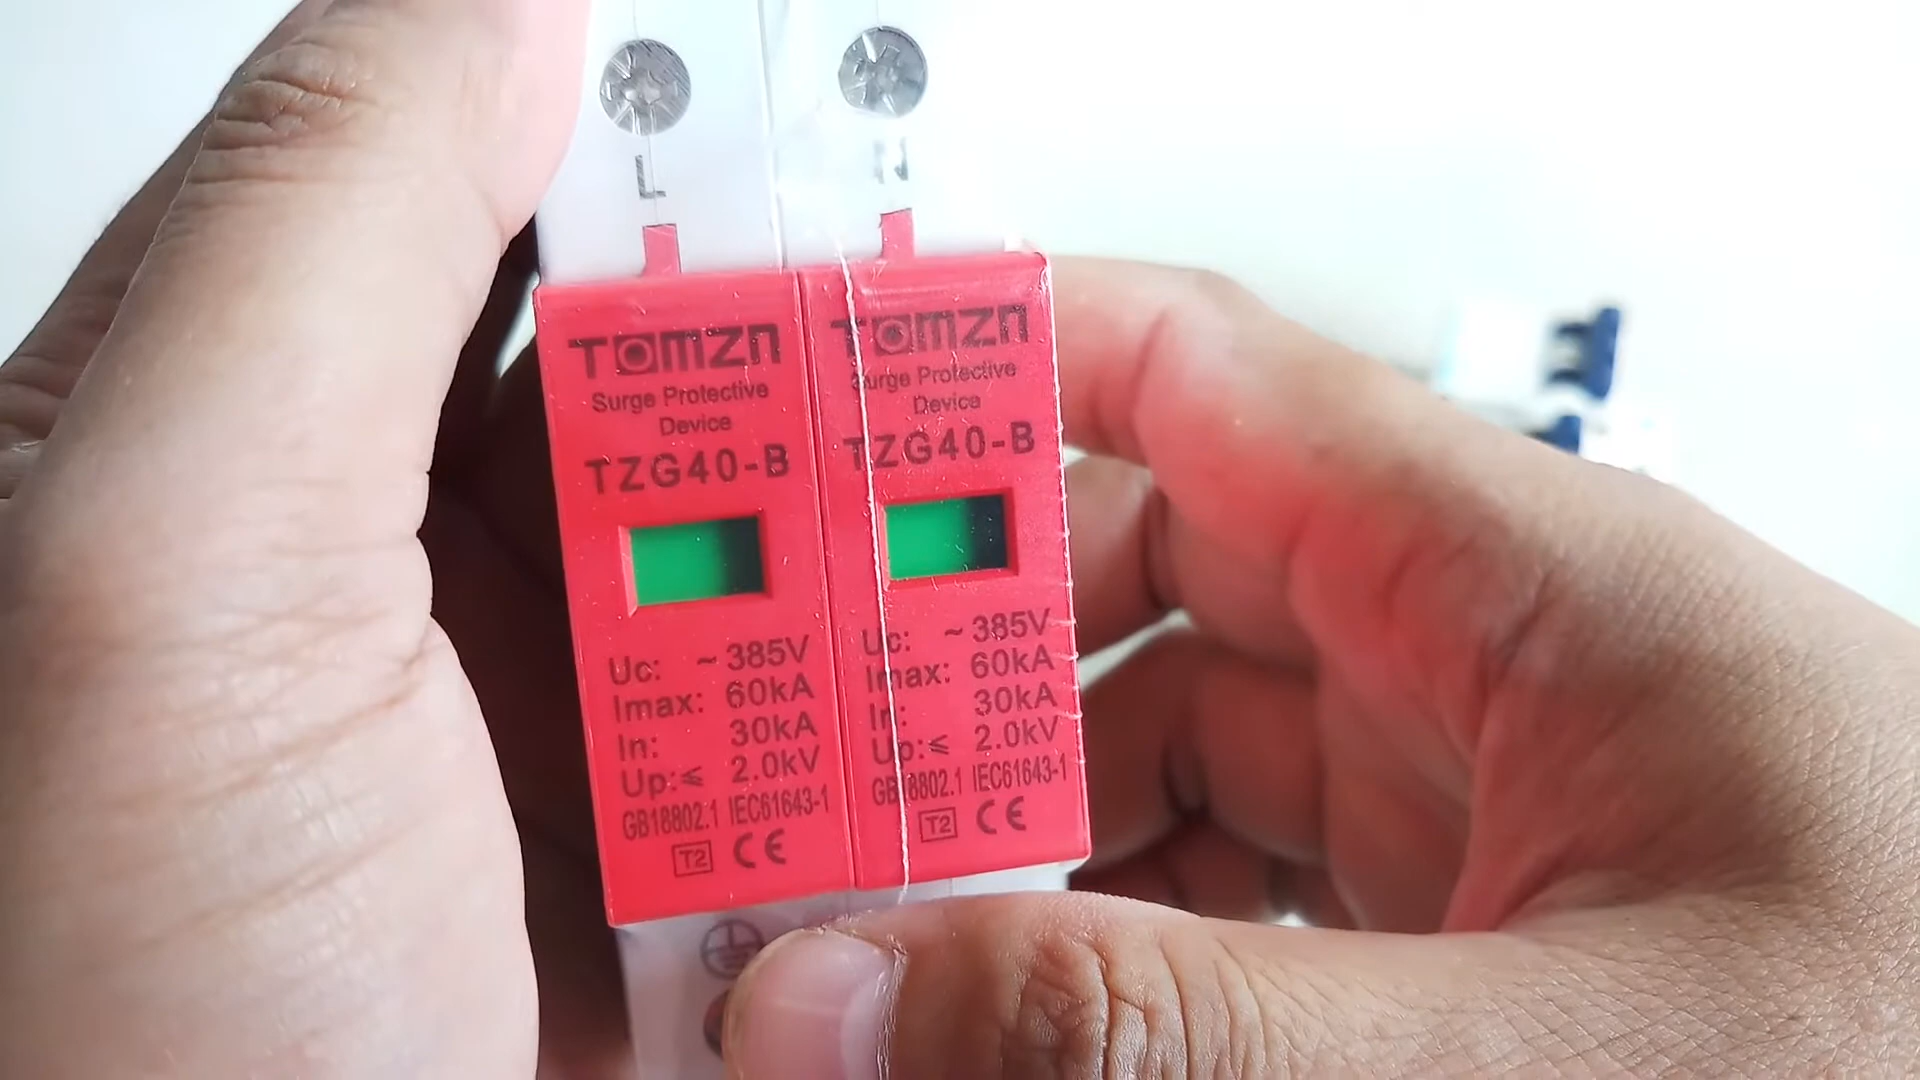 L
N
TOMZN
Surge Protective
Device
TZG40-B
Uc: ~385V
Imax: 60kA
In: 30kA
Up:≤ 2.0kV
GB18802.1 IEC61643-1
T2 CE
TOMZN
Surge Protective
Device
TZG40-B
Uc: ~385V
Imax: 60kA
In: 30kA
Up:≤ 2.0kV
GB18802.1 IEC61643-1
T2 CE